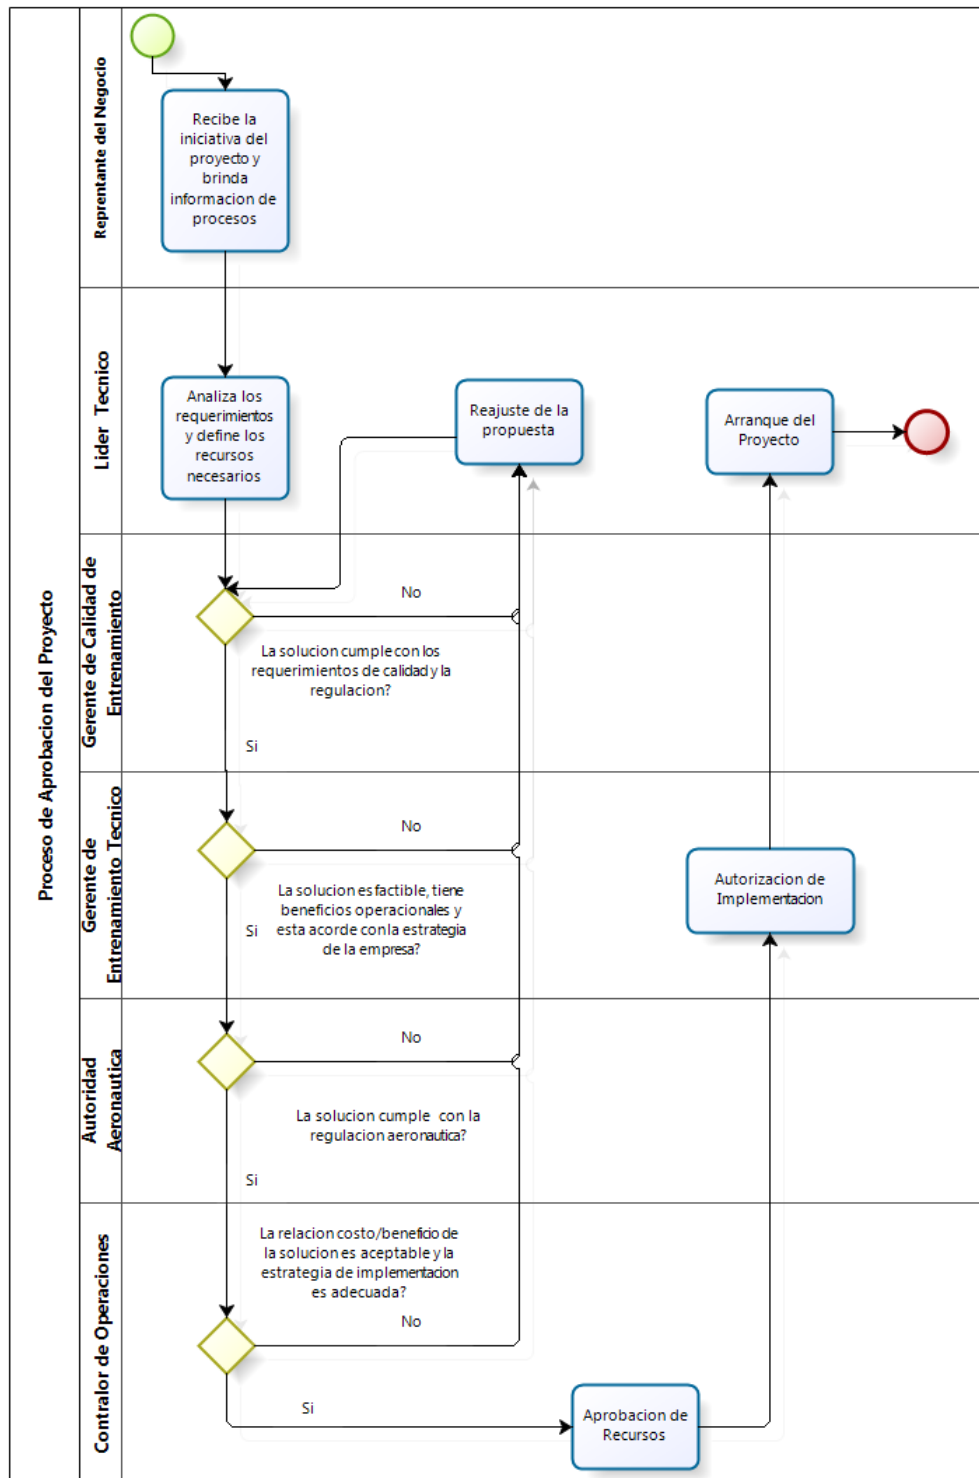 Proceso de Aprobacion del Proyecto
Reprentante del Negocio
Recibe la
iniciativa del
proyecto y
brinda
informacion de
procesos
Lider Tecnico
Analiza los
requerimientos
y define los
recursos
necesarios
Reajuste de la
propuesta
Arranque del
Proyecto
Gerente de Calidad de
Entrenamiento
No
La solucion cumple con los
requerimientos de calidad y la
regulacion?
Si
Gerente de
Entrenamiento Tecnico
No
La solucion es factible, tiene
beneficios operacionales y
esta acorde con la estrategia
de la empresa?
Si
Autorizacion de
Implementacion
Autoridad
Aeronautica
No
La solucion cumple con la
regulacion aeronautica?
Si
Contralor de Operaciones
La relacion costo/beneficio de
la solucion es aceptable y la
estrategia de implementacion
es adecuada?
No
Si
Aprobacion de
Recursos